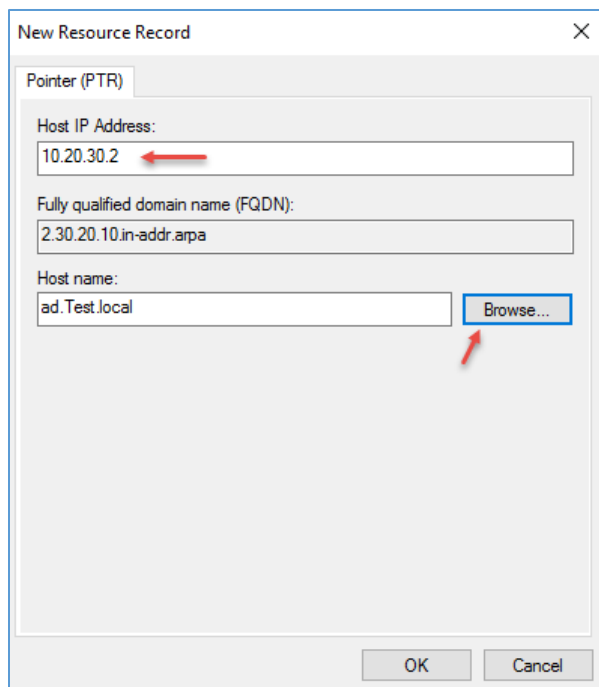 New Resource Record
Pointer (PTR)
Host IP Address:
10.20.30.2
Fully qualified domain name (FQDN):
2.30.20.10.in-addr.arpa
Host name:
ad.Test.local
Browse...
OK Cancel